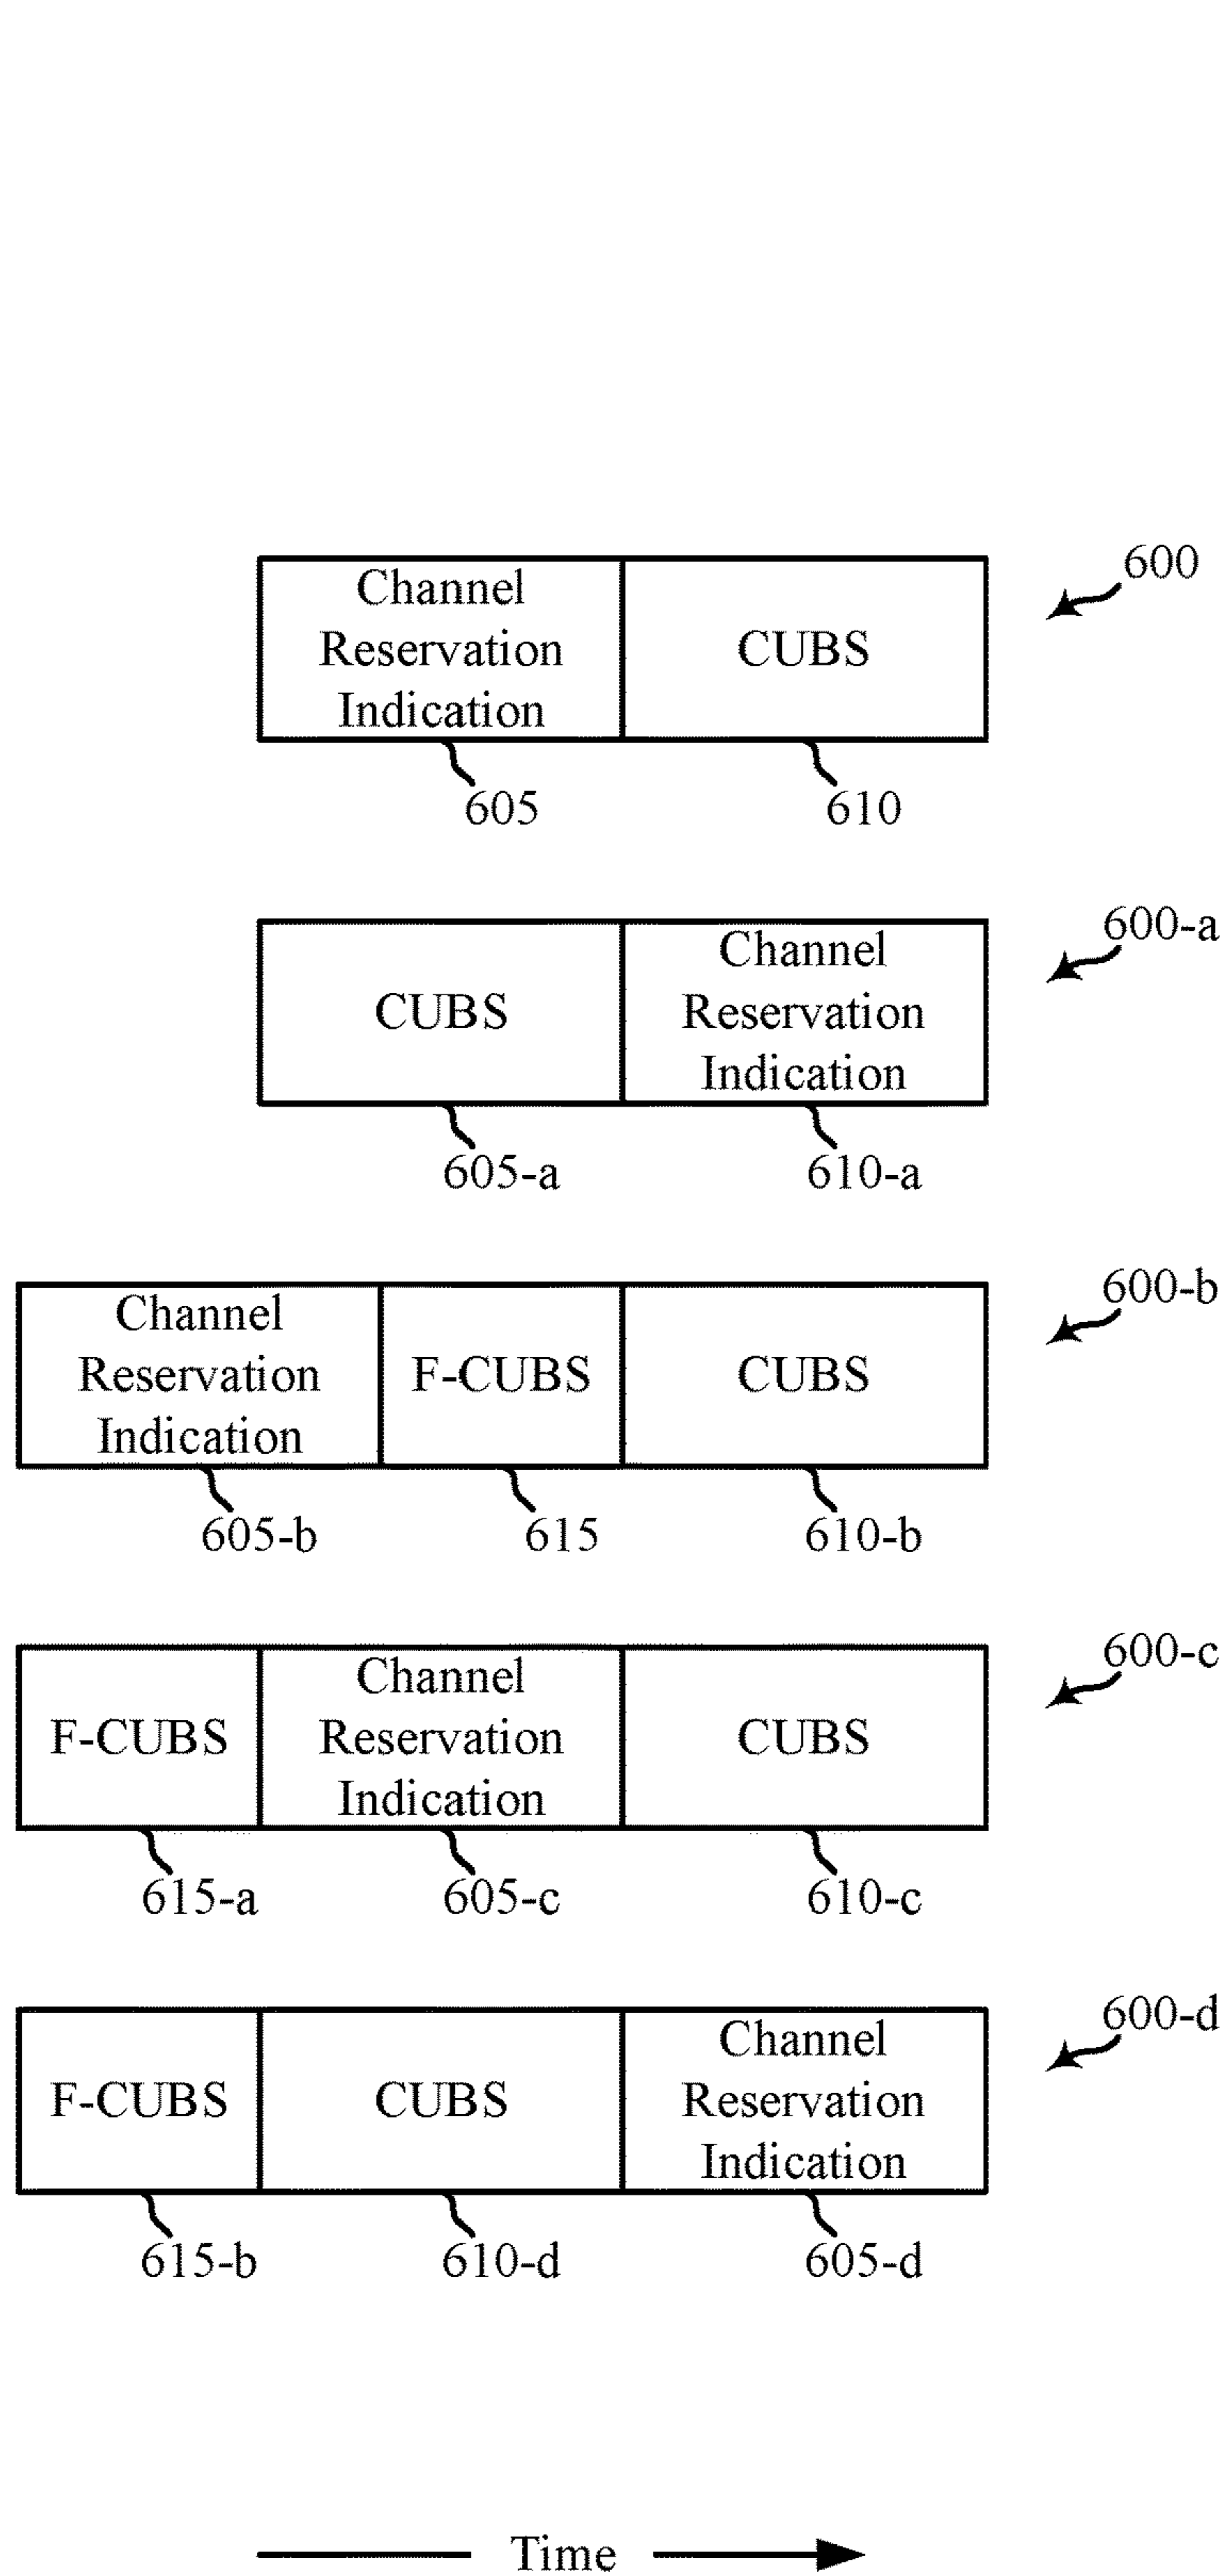 600
Channel
Reservation
Indication
CUBS
605
610
600-a
CUBS
Channel
Reservation
Indication
605-a
610-a
600-b
Channel
Reservation
Indication
F-CUBS
CUBS
605-b
615
610-b
600-c
F-CUBS
Channel
Reservation
Indication
CUBS
615-a
605-c
610-c
600-d
F-CUBS
CUBS
Channel
Reservation
Indication
615-b
610-d
605-d
Time